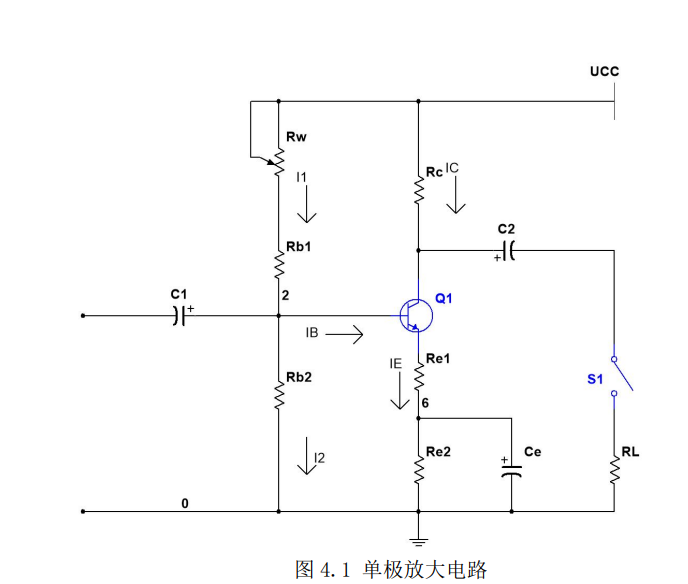 UCC
Rw
I1
Rc
IC
Rb1
C2
C1
+
2
+
Q1
IB
Rb2
IE
Re1
S1
6
I2
Re2
+
Ce
RL
0
图 4.1 单极放大电路